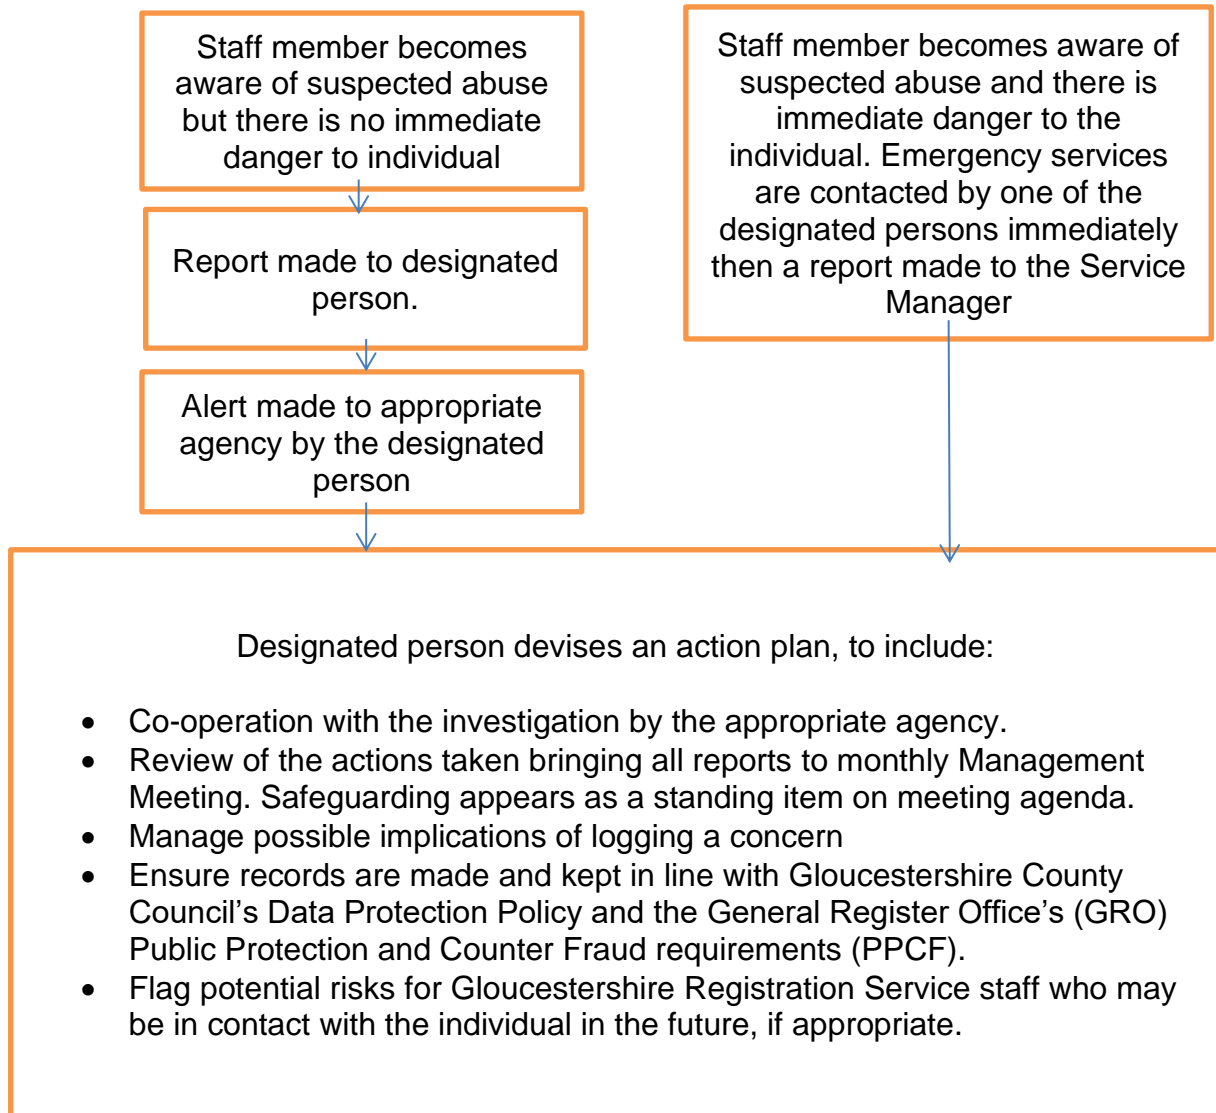 Staff member becomes
aware of suspected abuse
but there is no immediate
danger to individual
Report made to designated
person.
Alert made to appropriate
agency by the designated
person
Staff member becomes aware of
suspected abuse and there is
immediate danger to the
individual. Emergency services
are contacted by one of the
designated persons immediately
then a report made to the Service
Manager
Designated person devises an action plan, to include:
• Co-operation with the investigation by the appropriate agency.
• Review of the actions taken bringing all reports to monthly Management
Meeting. Safeguarding appears as a standing item on meeting agenda.
• Manage possible implications of logging a concern
• Ensure records are made and kept in line with Gloucestershire County
Council’s Data Protection Policy and the General Register Office’s (GRO)
Public Protection and Counter Fraud requirements (PPCF).
• Flag potential risks for Gloucestershire Registration Service staff who may
be in contact with the individual in the future, if appropriate.